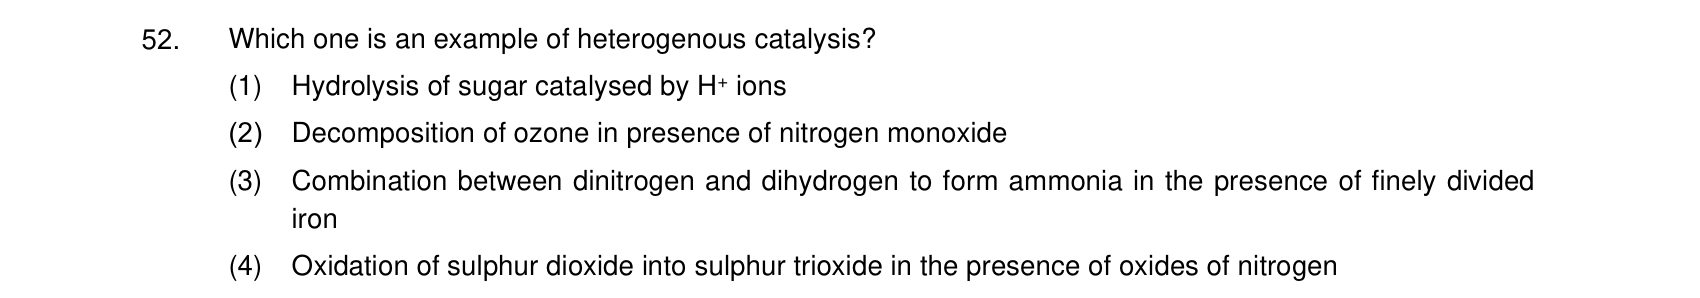 52. Which one is an example of heterogenous catalysis?
(1) Hydrolysis of sugar catalysed by H⁺ ions
(2) Decomposition of ozone in presence of nitrogen monoxide
(3) Combination between dinitrogen and dihydrogen to form ammonia in the presence of finely divided
iron
(4) Oxidation of sulphur dioxide into sulphur trioxide in the presence of oxides of nitrogen